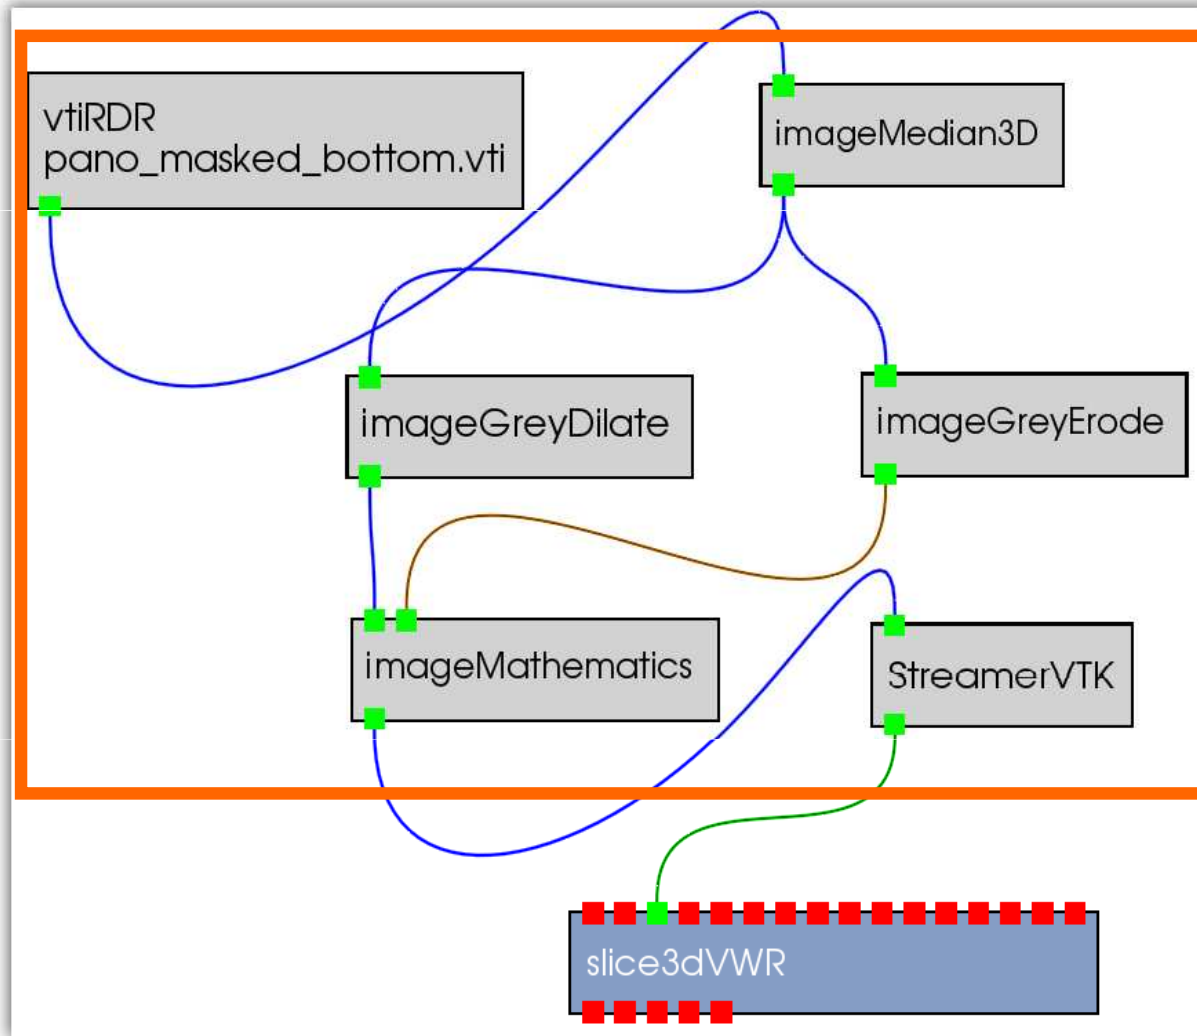 vtiRDR
pano_masked_bottom.vti
imageMedian3D
imageGreyDilate
imageGreyErode
imageMathematics
StreamerVTK
slice3dVWR